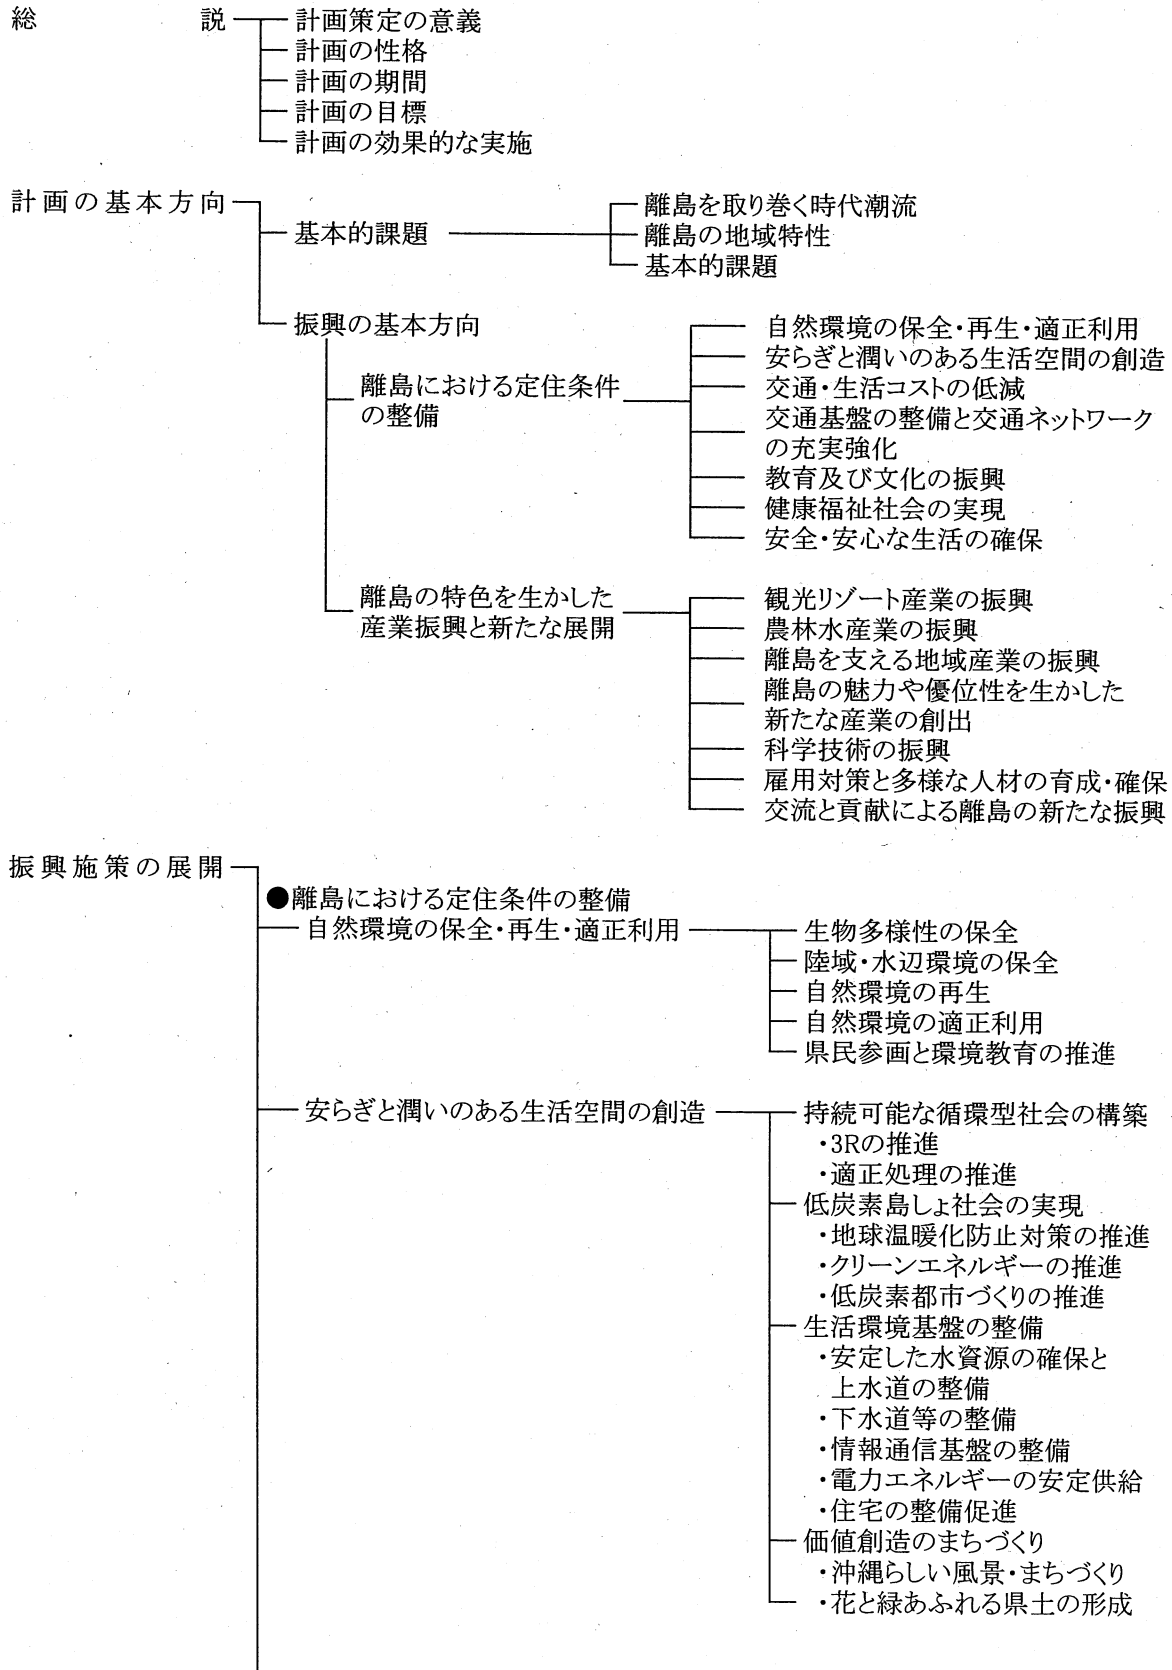 総説
計画策定の意義
計画の性格
計画の期間
計画の目標
計画の効果的な実施
計画の基本方向
基本的課題
離島を取り巻く時代潮流
離島の地域特性
基本的課題
振興の基本方向
離島における定住条件
の整備
自然環境の保全・再生・適正利用
安らぎと潤いのある生活空間の創造
交通・生活コストの低減
交通基盤の整備と交通ネットワーク
の充実強化
教育及び文化の振興
健康福祉社会の実現
安全・安心な生活の確保
離島の特色を生かした
産業振興と新たな展開
観光リゾート産業の振興
農林水産業の振興
離島を支える地域産業の振興
離島の魅力や優位性を生かした
新たな産業の創出
科学技術の振興
雇用対策と多様な人材の育成・確保
交流と貢献による離島の新たな振興
振興施策の展開
●離島における定住条件の整備
自然環境の保全・再生・適正利用
生物多様性の保全
陸域・水辺環境の保全
自然環境の再生
自然環境の適正利用
県民参画と環境教育の推進
安らぎと潤いのある生活空間の創造
持続可能な循環型社会の構築
・3Rの推進
・適正処理の推進
低炭素島しょ社会の実現
・地球温暖化防止対策の推進
・クリーンエネルギーの推進
・低炭素都市づくりの推進
生活環境基盤の整備
・安定した水資源の確保と
上水道の整備
・下水道等の整備
・情報通信基盤の整備
・電力エネルギーの安定供給
・住宅の整備促進
価値創造のまちづくり
・沖縄らしい風景・まちづくり
・花と緑あふれる県土の形成